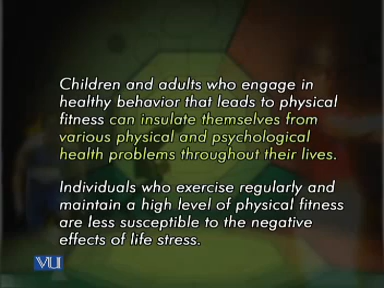 Children and adults who engage in
healthy behavior that leads to physical
fitness can insulate themselves from
various physical and psychological
health problems throughout their lives.
Individuals who exercise regularly and
maintain a high level of physical fitness
are less susceptible to the negative
effects of life stress.
VU